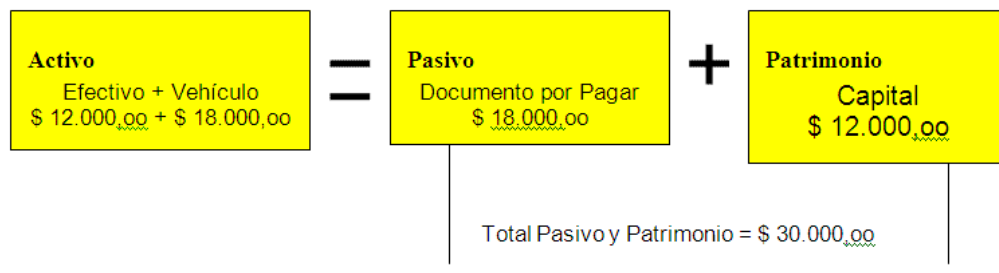 Activo
Efectivo + Vehículo
$ 12.000,oo + $ 18.000,oo
=
Pasivo
Documento por Pagar
$ 18.000,oo
+
Patrimonio
Capital
$ 12.000,oo
Total Pasivo y Patrimonio = $ 30.000,oo